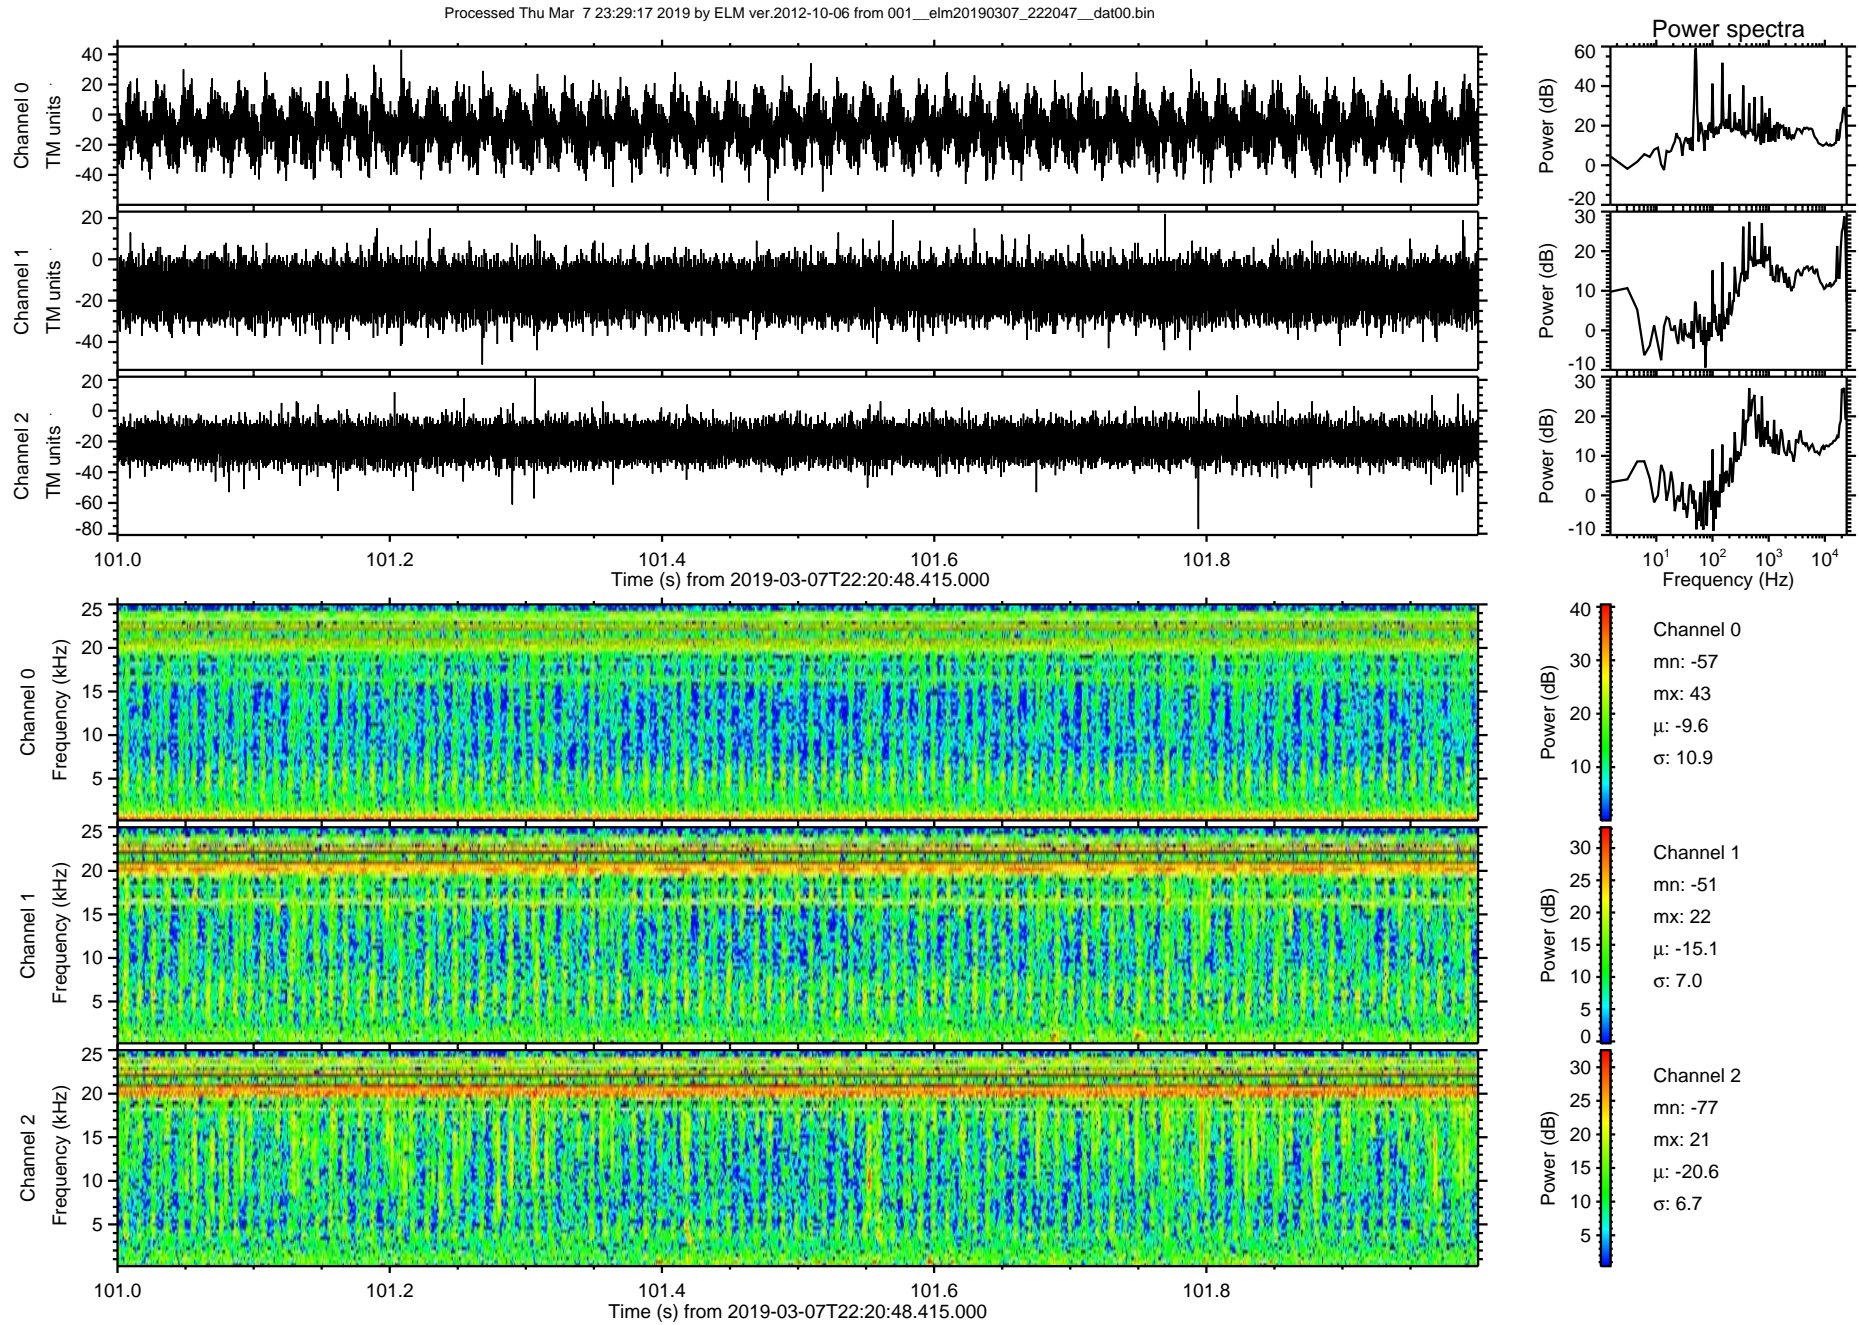 Processed Thu Mar  7 23:29:17 2019 by ELM ver.2012-10-06 from 001__elm20190307_222047__dat00.bin
Power spectra
Channel 0
TM units
40
20
0
-20
-40
Power (dB)
60
40
20
0
-20
Channel 1
TM units
20
0
-20
-40
Power (dB)
30
20
10
0
-10
Channel 2
TM units
20
0
-20
-40
-60
-80
Power (dB)
30
20
10
0
-10
101.0 101.2 101.4 101.6 101.8
Time (s) from 2019-03-07T22:20:48.415.000
10¹ 10² 10³ 10⁴
Frequency (Hz)
Channel 0
Frequency (kHz)
25
20
15
10
5
Power (dB)
40
30
20
10
Channel 0
mn: -57
mx: 43
µ: -9.6
σ: 10.9
Channel 1
Frequency (kHz)
25
20
15
10
5
Power (dB)
30
25
20
15
10
5
0
Channel 1
mn: -51
mx: 22
µ: -15.1
σ: 7.0
Channel 2
Frequency (kHz)
25
20
15
10
5
Power (dB)
30
25
20
15
10
5
Channel 2
mn: -77
mx: 21
µ: -20.6
σ: 6.7
101.0 101.2 101.4 101.6 101.8
Time (s) from 2019-03-07T22:20:48.415.000